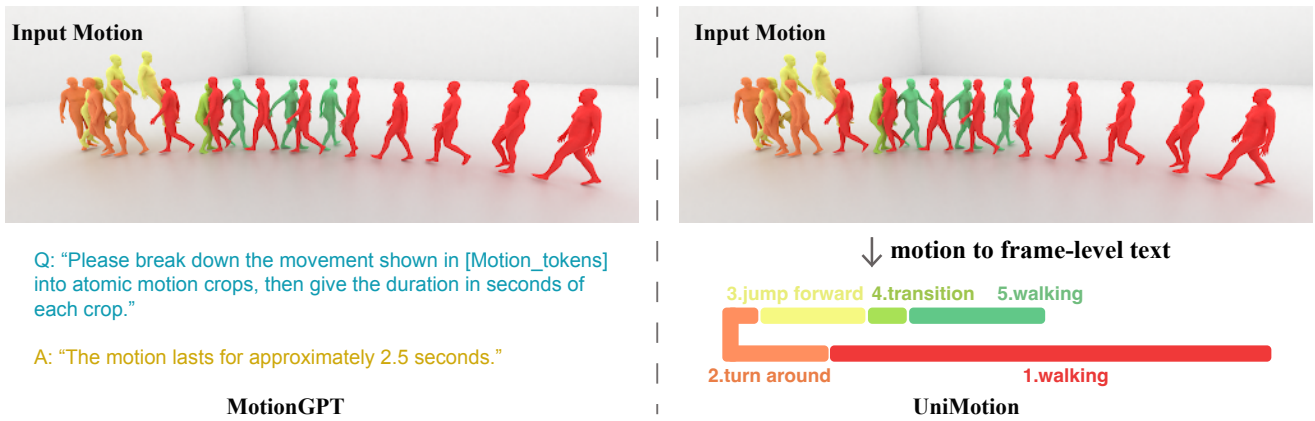 Input Motion
Q: “Please break down the movement shown in [Motion_tokens]
into atomic motion crops, then give the duration in seconds of
each crop.”
A: “The motion lasts for approximately 2.5 seconds.”
MotionGPT
Input Motion
motion to frame-level text
3.jump forward 4.transition 5.walking
2.turn around 1.walking
UniMotion